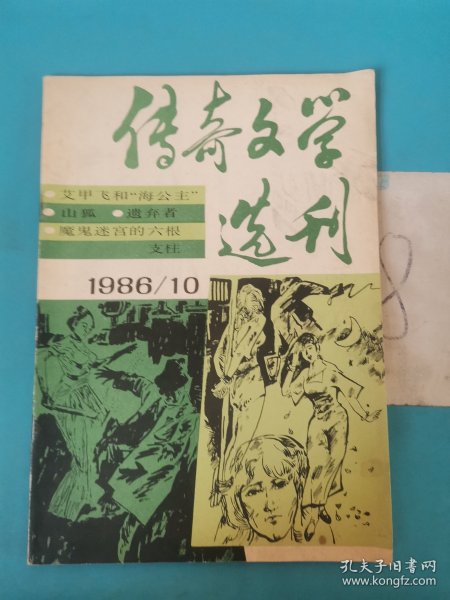 传奇文学
选刊
艾甲飞和“海公主”
山狐 遗弃者
魔鬼迷宫的六根
支柱
1986/10
8
孔夫子旧书网
www.kongfz.com